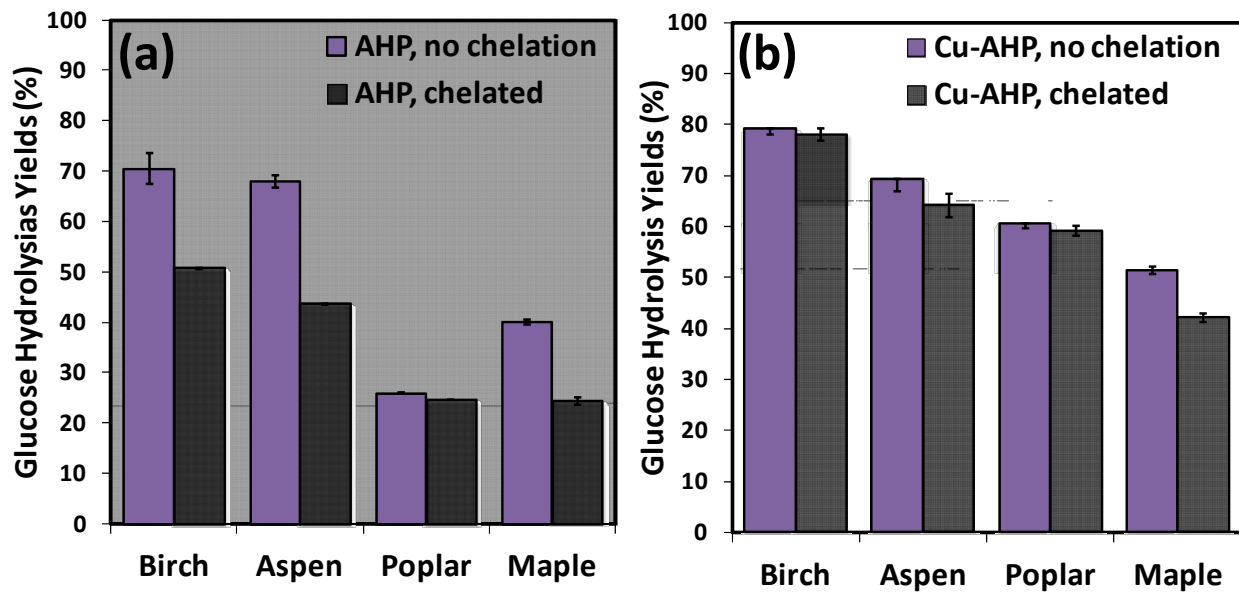 (a)
AHP, no chelation
AHP, chelated
Glucose Hydrolysias Yields (%)
100
90
80
70
60
50
40
30
20
10
0
Birch Aspen Poplar Maple
(b)
Cu-AHP, no chelation
Cu-AHP, chelated
Glucose Hydrolysis Yields (%)
100
90
80
70
60
50
40
30
20
10
0
Birch Aspen Poplar Maple